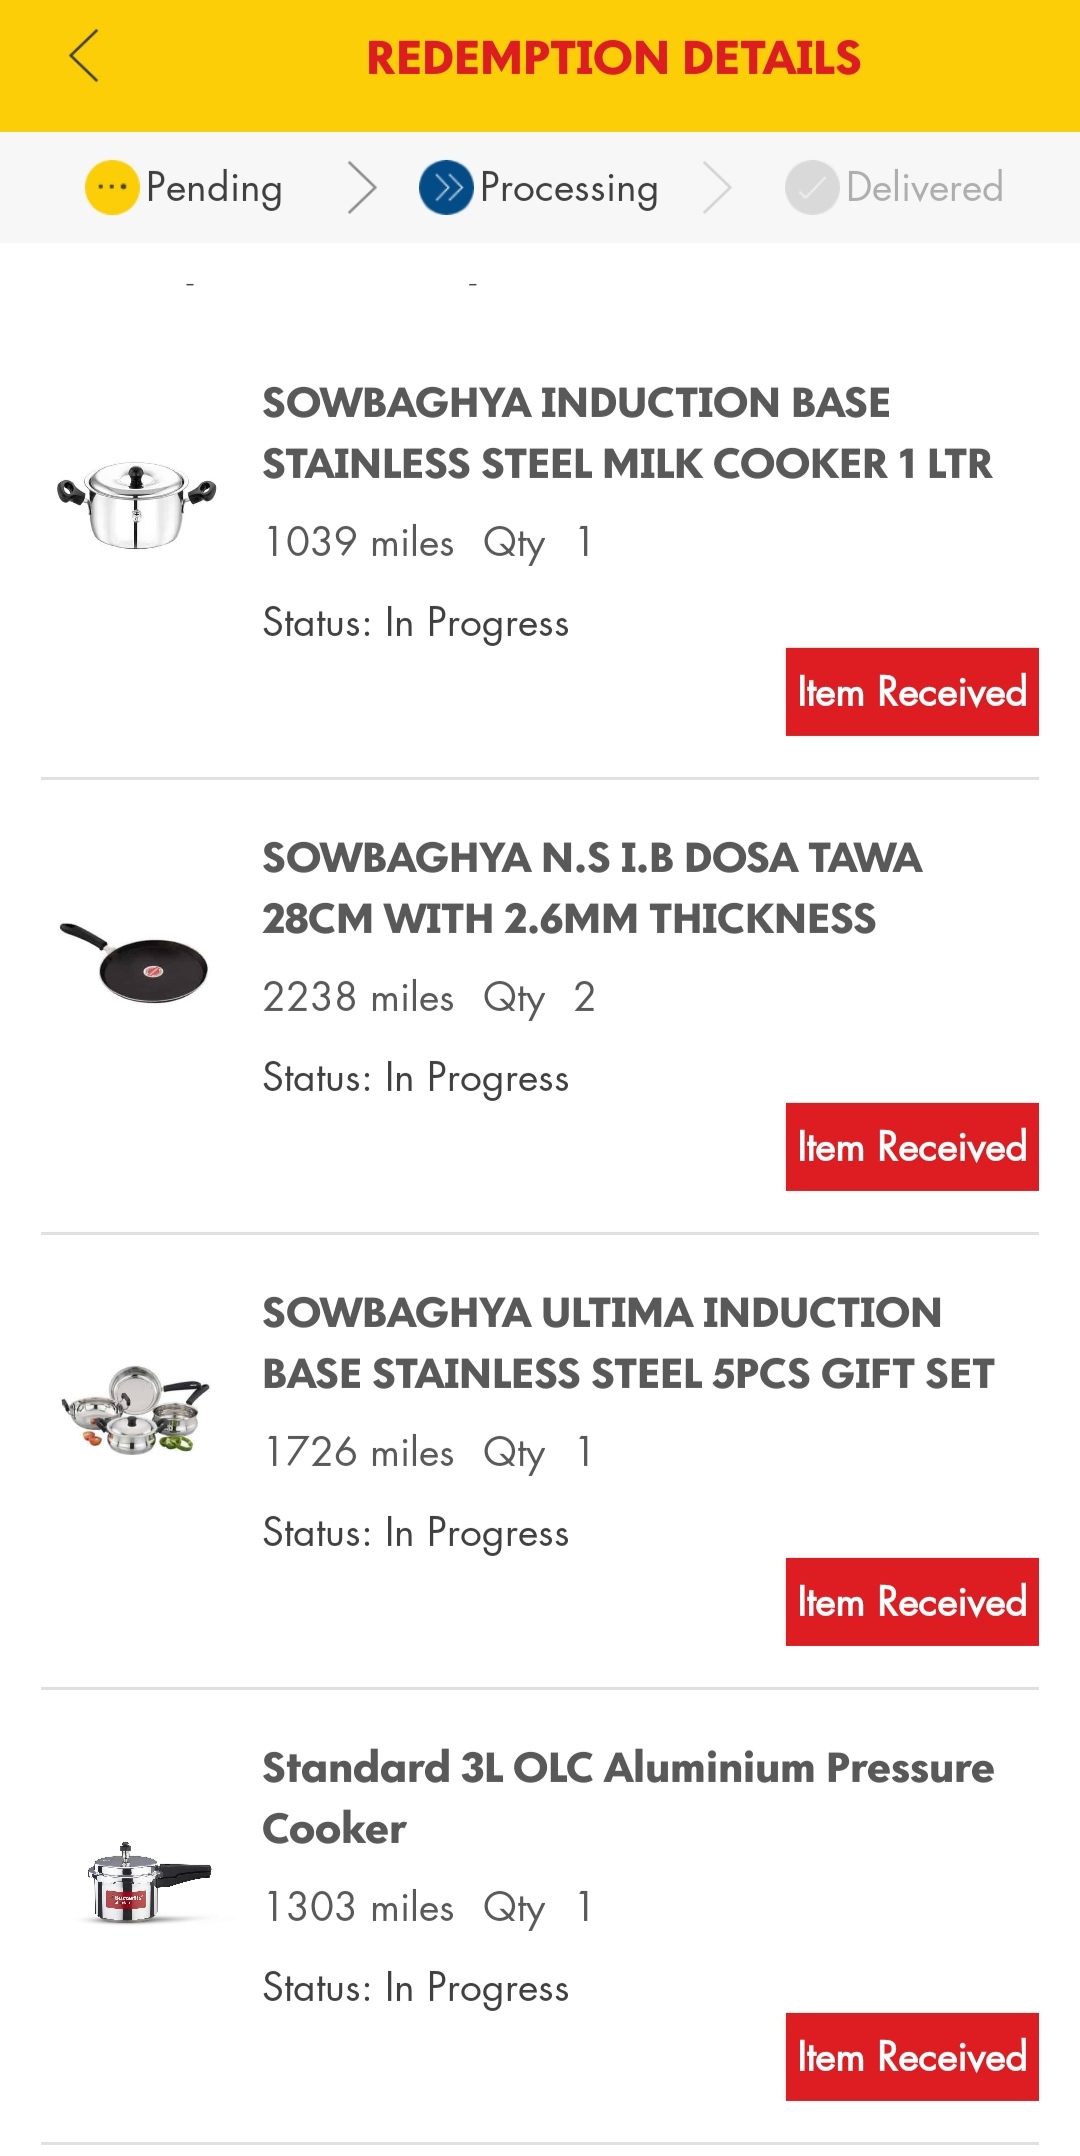 REDEMPTION DETAILS
Pending
Processing
Delivered
-
-
SOWBAGHYA INDUCTION BASE
STAINLESS STEEL MILK COOKER 1 LTR
1039 miles Qty 1
Status: In Progress
Item Received
SOWBAGHYA N.S I.B DOSA TAWA
28CM WITH 2.6MM THICKNESS
2238 miles Qty 2
Status: In Progress
Item Received
SOWBAGHYA ULTIMA INDUCTION
BASE STAINLESS STEEL 5PCS GIFT SET
1726 miles Qty 1
Status: In Progress
Item Received
Standard 3L OLC Aluminium Pressure
Cooker
Butterfly
1303 miles Qty 1
Status: In Progress
Item Received